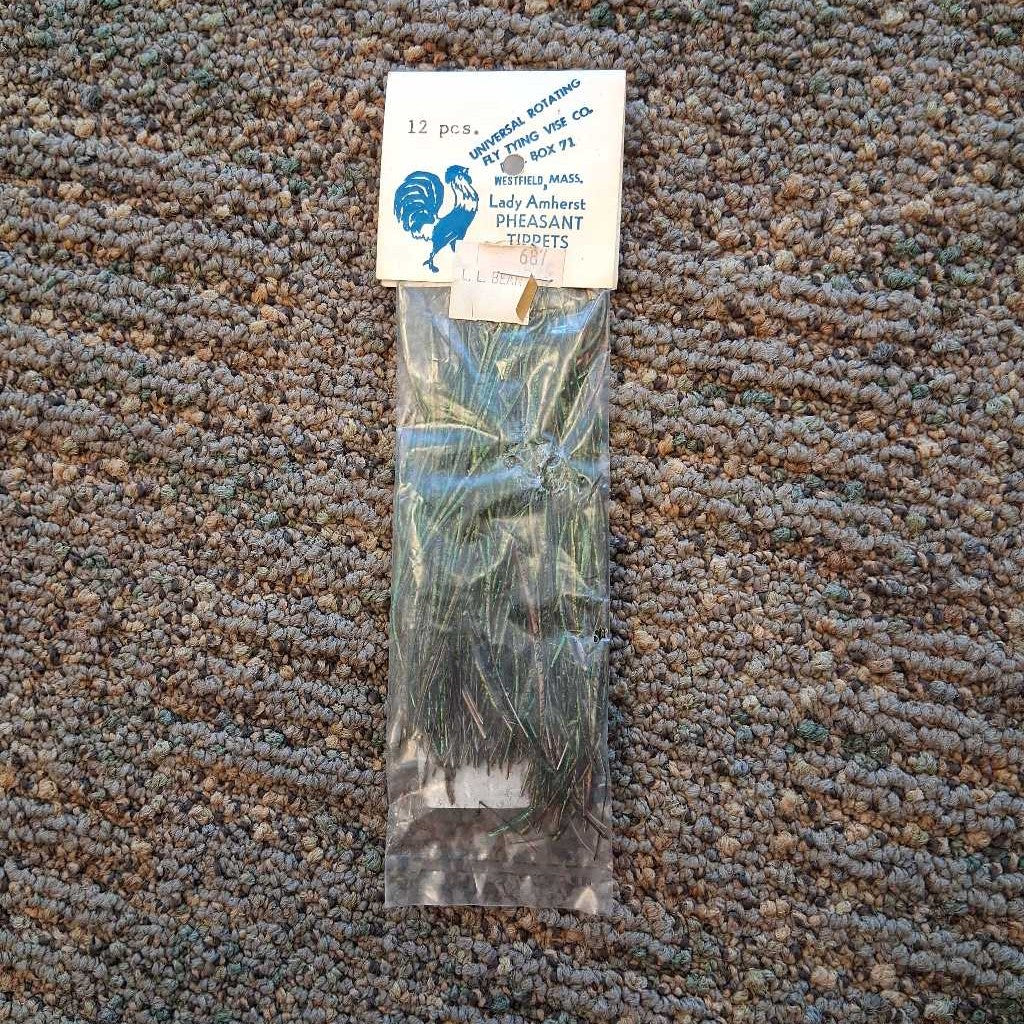 12 pcs.
UNIVERSAL ROTATING
FLY TYING VISE CO.
BOX 71
WESTFIELD, MASS.
Lady Amherst
PHEASANT
TIPPETS
L. L. BEAN